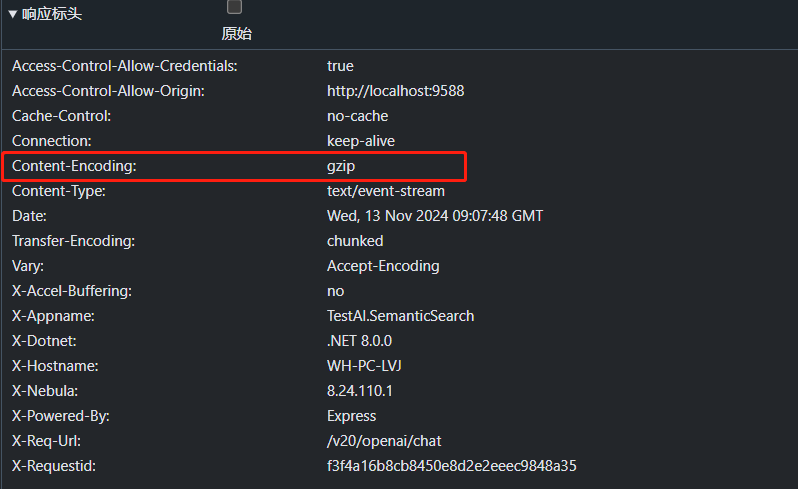 ▼响应标头
原始
Access-Control-Allow-Credentials: true
Access-Control-Allow-Origin: http://localhost:9588
Cache-Control: no-cache
Connection: keep-alive
Content-Encoding: gzip
Content-Type: text/event-stream
Date: Wed, 13 Nov 2024 09:07:48 GMT
Transfer-Encoding: chunked
Vary: Accept-Encoding
X-Accel-Buffering: no
X-Appname: TestAI.SemanticSearch
X-Dotnet: .NET 8.0.0
X-Hostname: WH-PC-LVJ
X-Nebula: 8.24.110.1
X-Powered-By: Express
X-Req-Url: /v20/openai/chat
X-Requestid: f3f4a16b8cb8450e8d2e2eeec9848a35